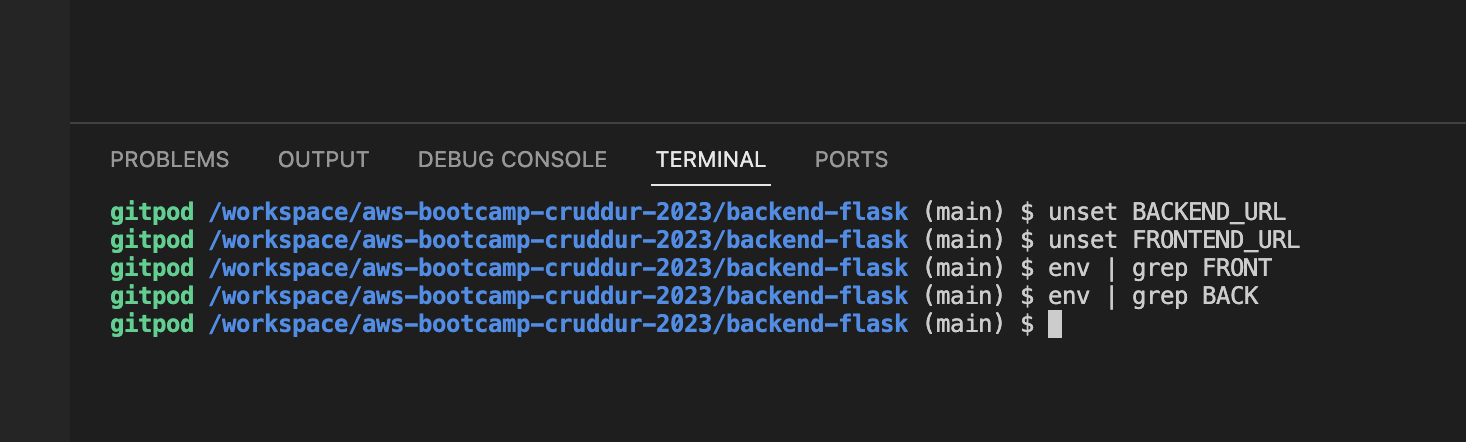 PROBLEMS OUTPUT DEBUG CONSOLE TERMINAL PORTS
gitpod /workspace/aws-bootcamp-cruddur-2023/backend-flask (main) $ unset BACKEND_URL
gitpod /workspace/aws-bootcamp-cruddur-2023/backend-flask (main) $ unset FRONTEND_URL
gitpod /workspace/aws-bootcamp-cruddur-2023/backend-flask (main) $ env | grep FRONT
gitpod /workspace/aws-bootcamp-cruddur-2023/backend-flask (main) $ env | grep BACK
gitpod /workspace/aws-bootcamp-cruddur-2023/backend-flask (main) $